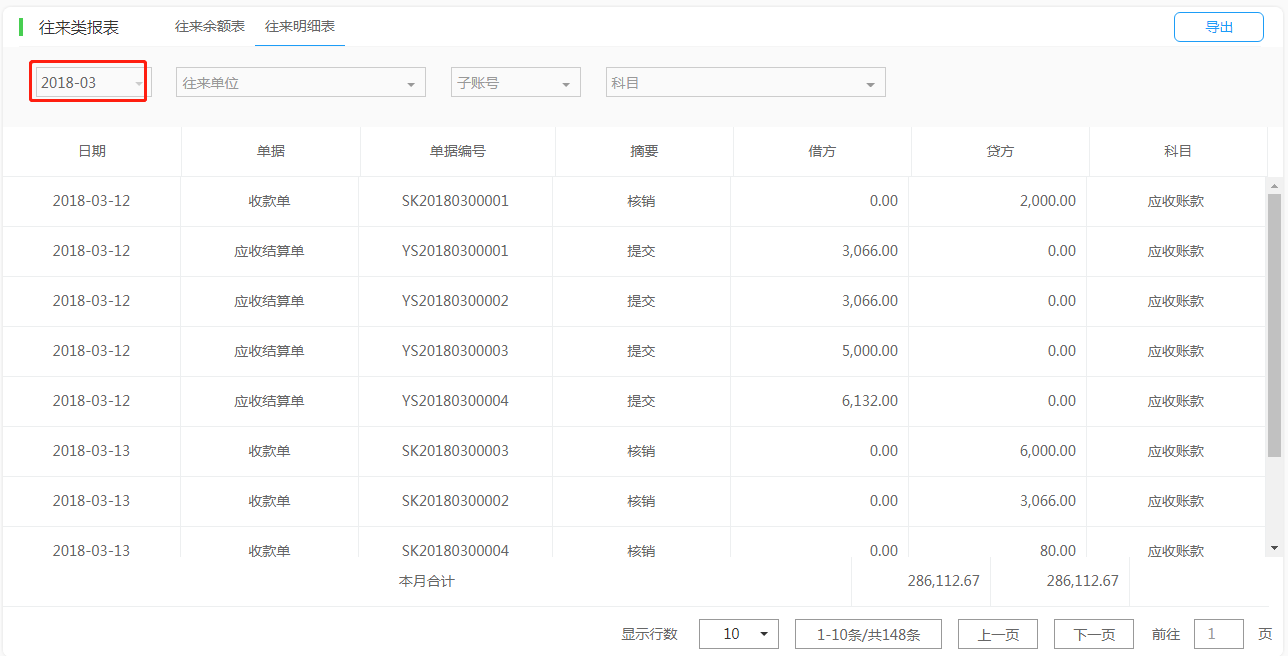 往来类报表 往来余额表 往来明细表 导出
2018-03 往来单位 子账号 科目
日期 单据 单据编号 摘要 借方 贷方 科目
2018-03-12 收款单 SK20180300001 核销 0.00 2,000.00 应收账款
2018-03-12 应收结算单 YS20180300001 提交 3,066.00 0.00 应收账款
2018-03-12 应收结算单 YS20180300002 提交 3,066.00 0.00 应收账款
2018-03-12 应收结算单 YS20180300003 提交 5,000.00 0.00 应收账款
2018-03-12 应收结算单 YS20180300004 提交 6,132.00 0.00 应收账款
2018-03-13 收款单 SK20180300003 核销 0.00 6,000.00 应收账款
2018-03-13 收款单 SK20180300002 核销 0.00 3,066.00 应收账款
2018-03-13 收款单 SK20180300004 核销 0.00 80.00 应收账款
本月合计 286,112.67 286,112.67
显示行数 10 1-10条/共148条 上一页 下一页 前往 1 页